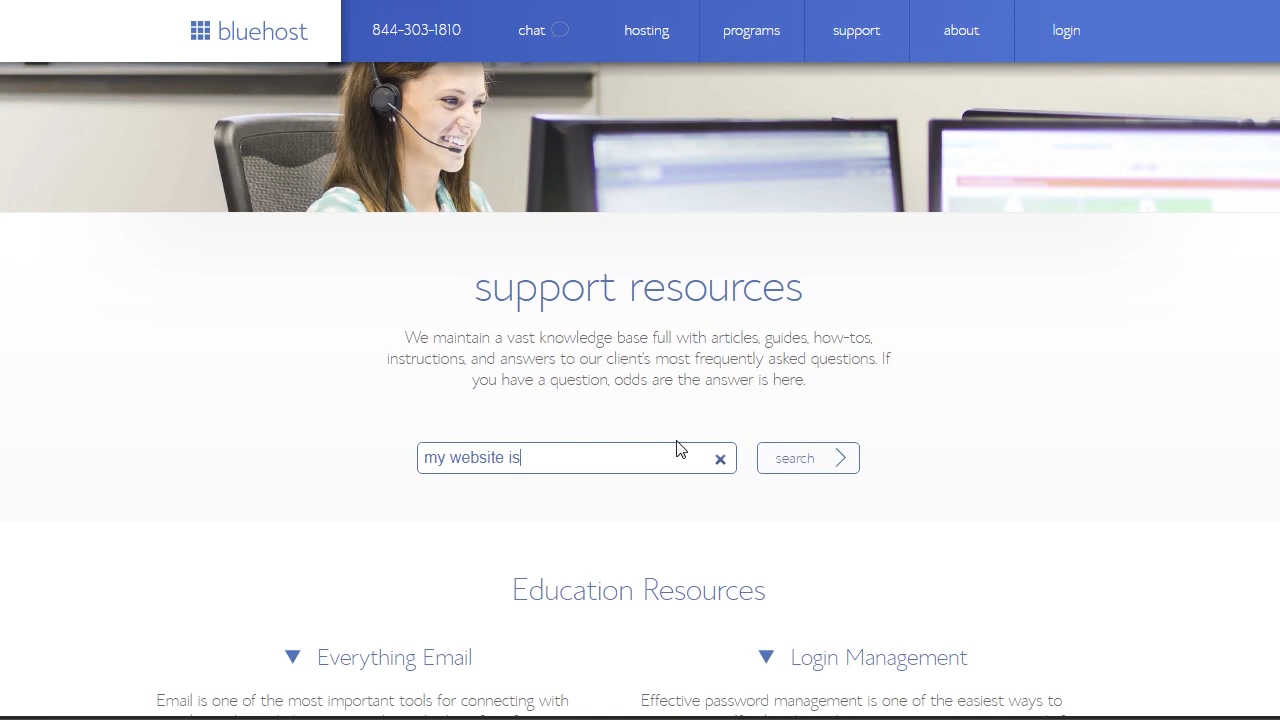 bluehost
844-303-1810
chat
hosting
programs
support
about
login
support resources
We maintain a vast knowledge base full with articles, guides, how-tos,
instructions, and answers to our client's most frequently asked questions. If
you have a question, odds are the answer is here.
my website is
search
Education Resources
Everything Email
Login Management
Email is one of the most important tools for connecting with
Effective password management is one of the easiest ways to